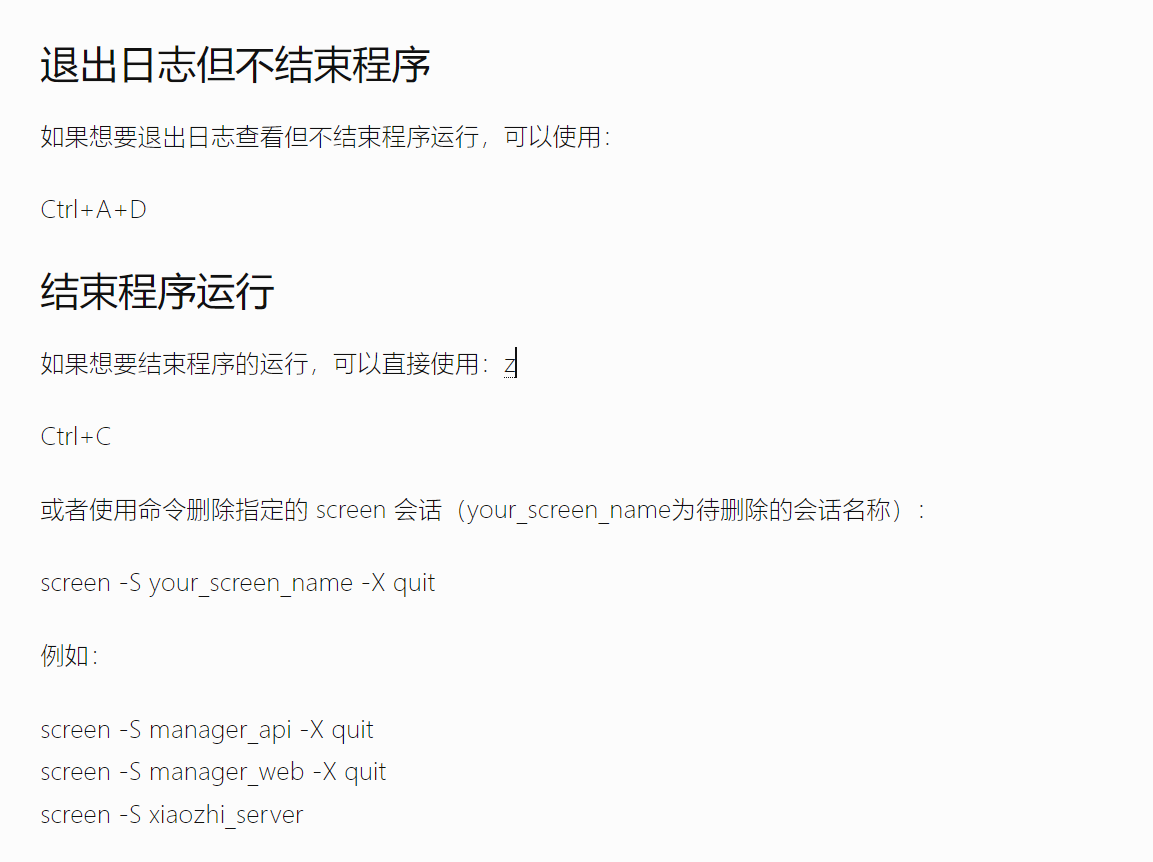 退出日志但不结束程序
如果想要退出日志查看但不结束程序运行，可以使用：
Ctrl+A+D
结束程序运行
如果想要结束程序的运行，可以直接使用：z
Ctrl+C
或者使用命令删除指定的 screen 会话（your_screen_name为待删除的会话名称）：
screen -S your_screen_name -X quit
例如：
screen -S manager_api -X quit
screen -S manager_web -X quit
screen -S xiaozhi_server